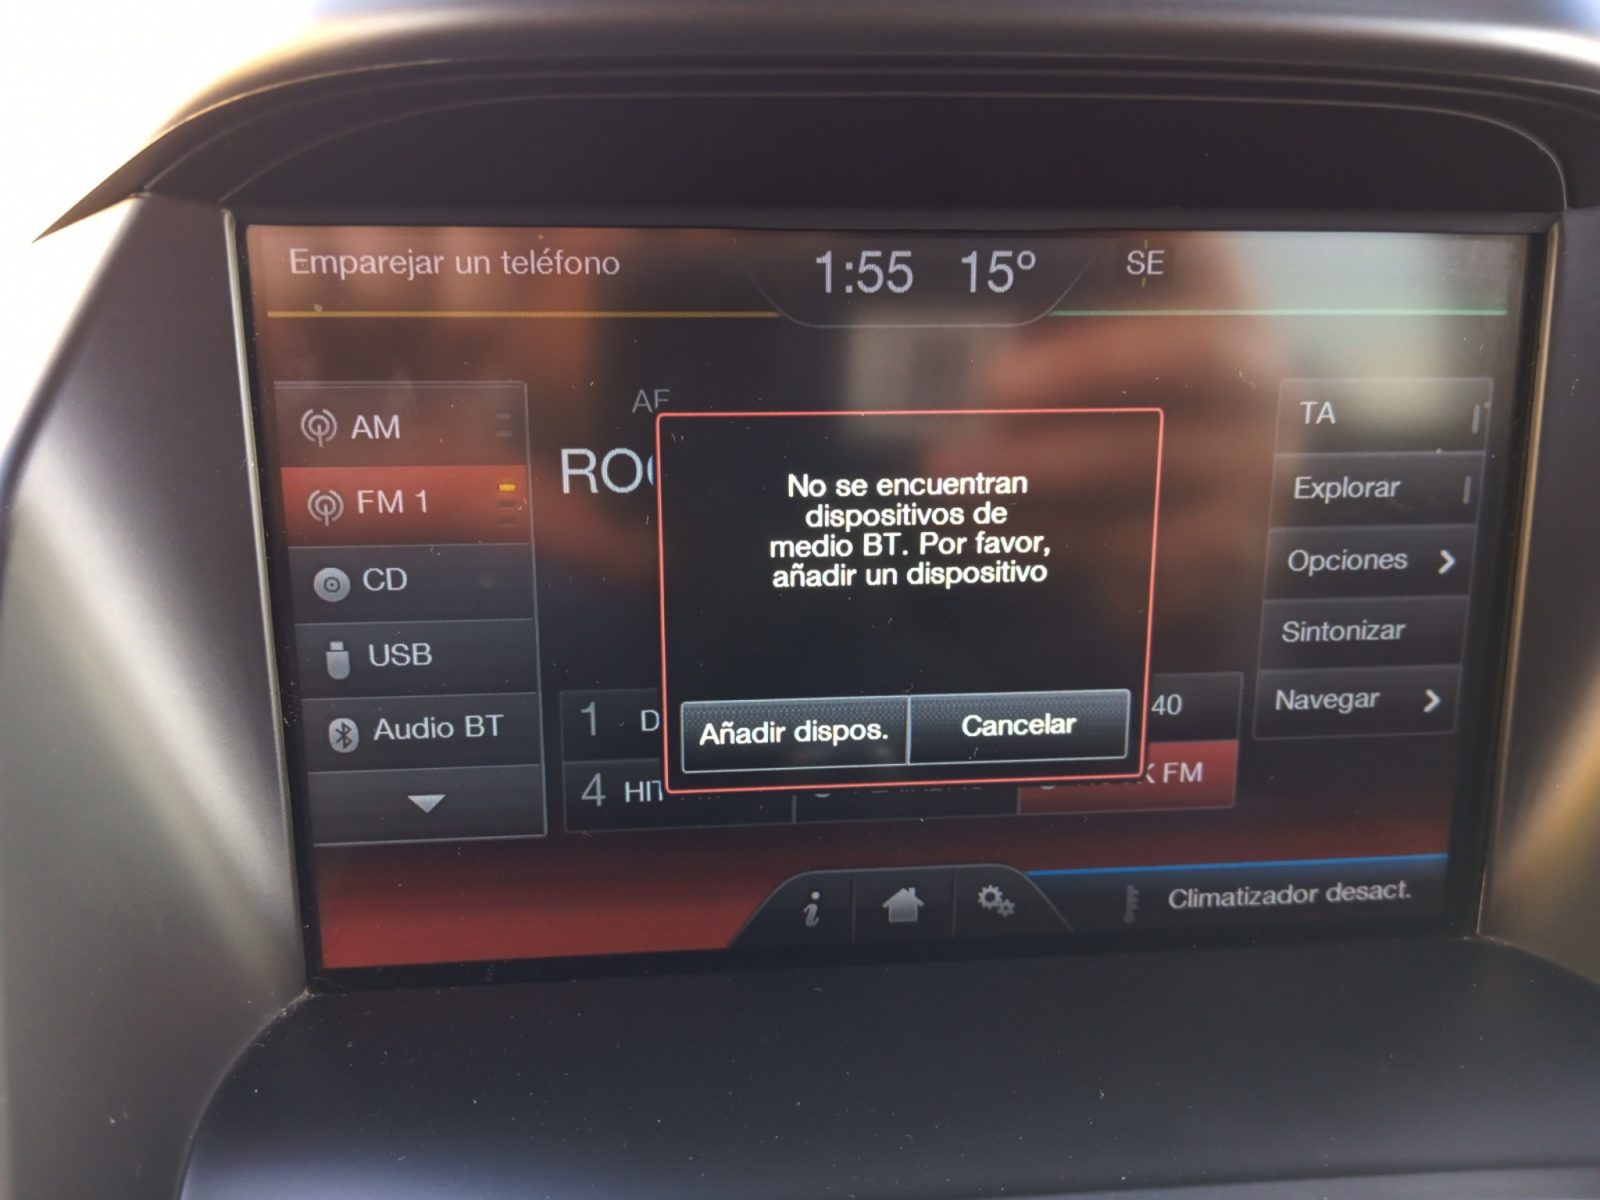 Emparejar un teléfono
1:55 15° SE
AM
FM 1
CD
USB
Audio BT
AF
No se encuentran
dispositivos de
medio BT. Por favor,
añadir un dispositivo
Añadir dispos.
Cancelar
1
40
4
FM
TA
Explorar
Opciones
Sintonizar
Navegar
i
Climatizador desact.